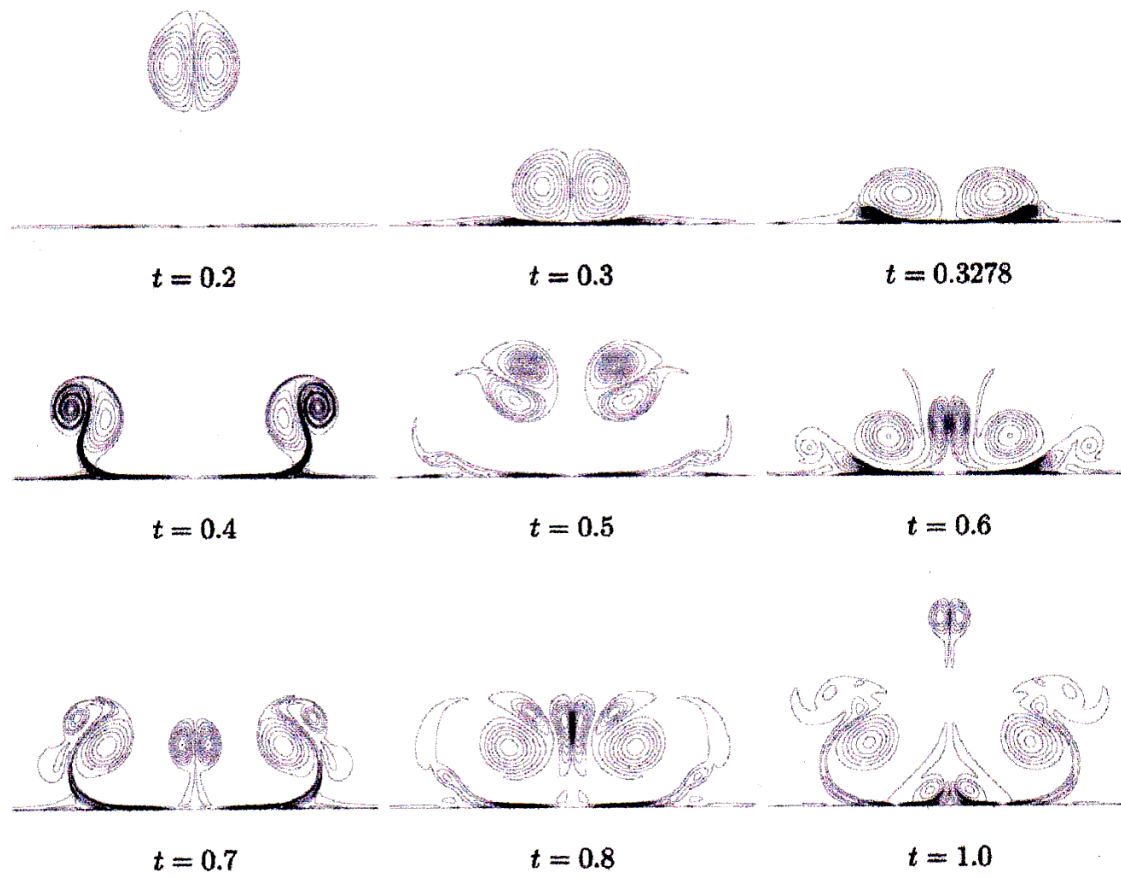 t = 0.2
t = 0.3
t = 0.3278
t = 0.4
t = 0.5
t = 0.6
t = 0.7
t = 0.8
t = 1.0